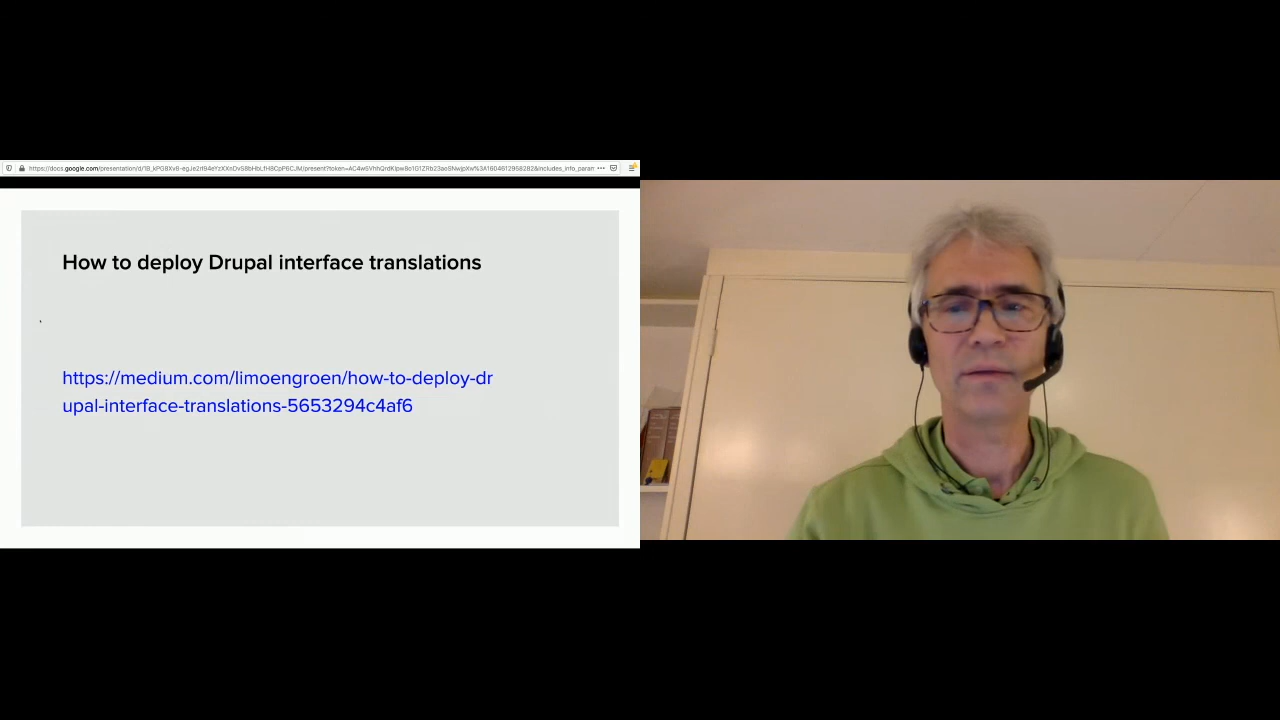 How to deploy Drupal interface translations
https://medium.com/limoengroen/how-to-deploy-dr
upal-interface-translations-5653294c4af6